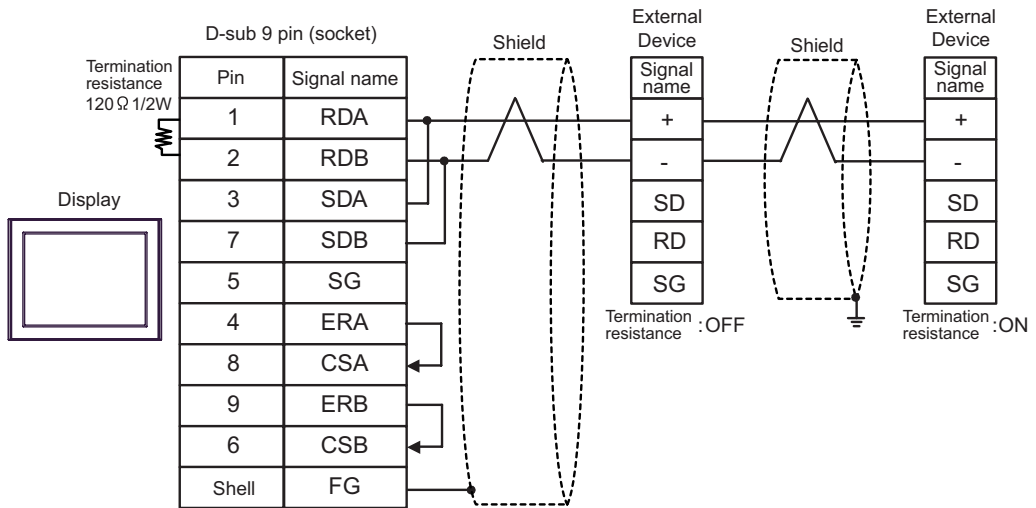 D-sub 9 pin (socket)
Shield
External
Device
Shield
External
Device
Termination
resistance
120Ω 1/2W
Pin Signal name
1 RDA
2 RDB
3 SDA
7 SDB
5 SG
4 ERA
8 CSA
9 ERB
6 CSB
Shell FG
Display
Signal
name
+
-
SD
RD
SG
Termination
resistance :OFF
Signal
name
+
-
SD
RD
SG
Termination
resistance :ON